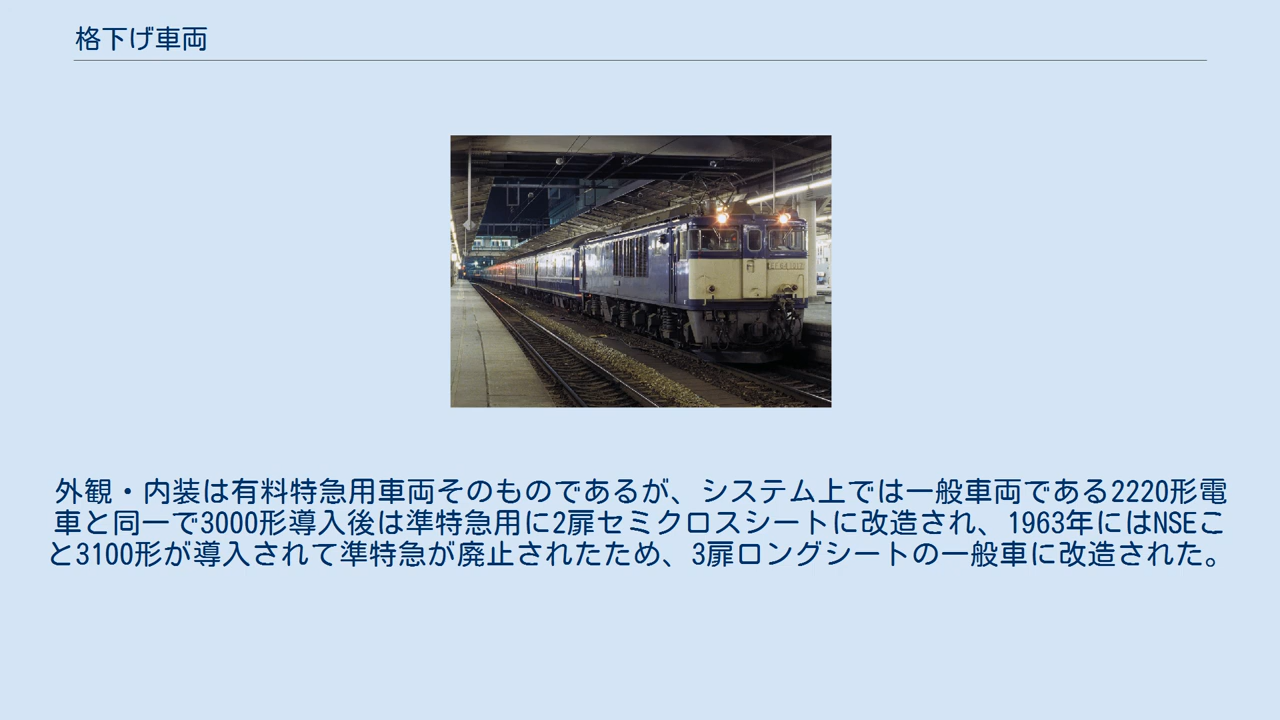 格下げ車両
外観・内装は有料特急用車両そのものであるが、システム上では一般車両である2220形電
車と同一で3000形導入後は準特急用に2扉セミクロスシートに改造され、1963年にはNSEこ
と3100形が導入されて準特急が廃止されたため、3扉ロングシートの一般車に改造された。